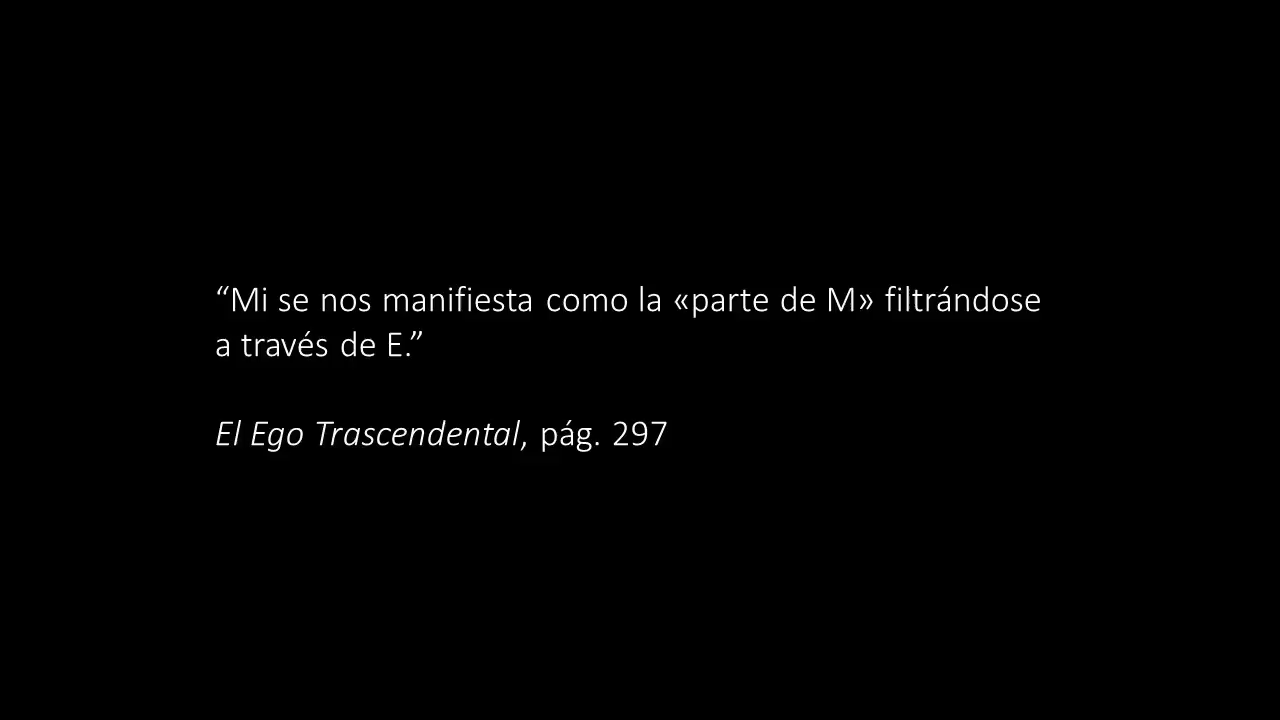 “Mi se nos manifiesta como la «parte de M» filtrándose
a través de E.”
El Ego Trascendental, pág. 297